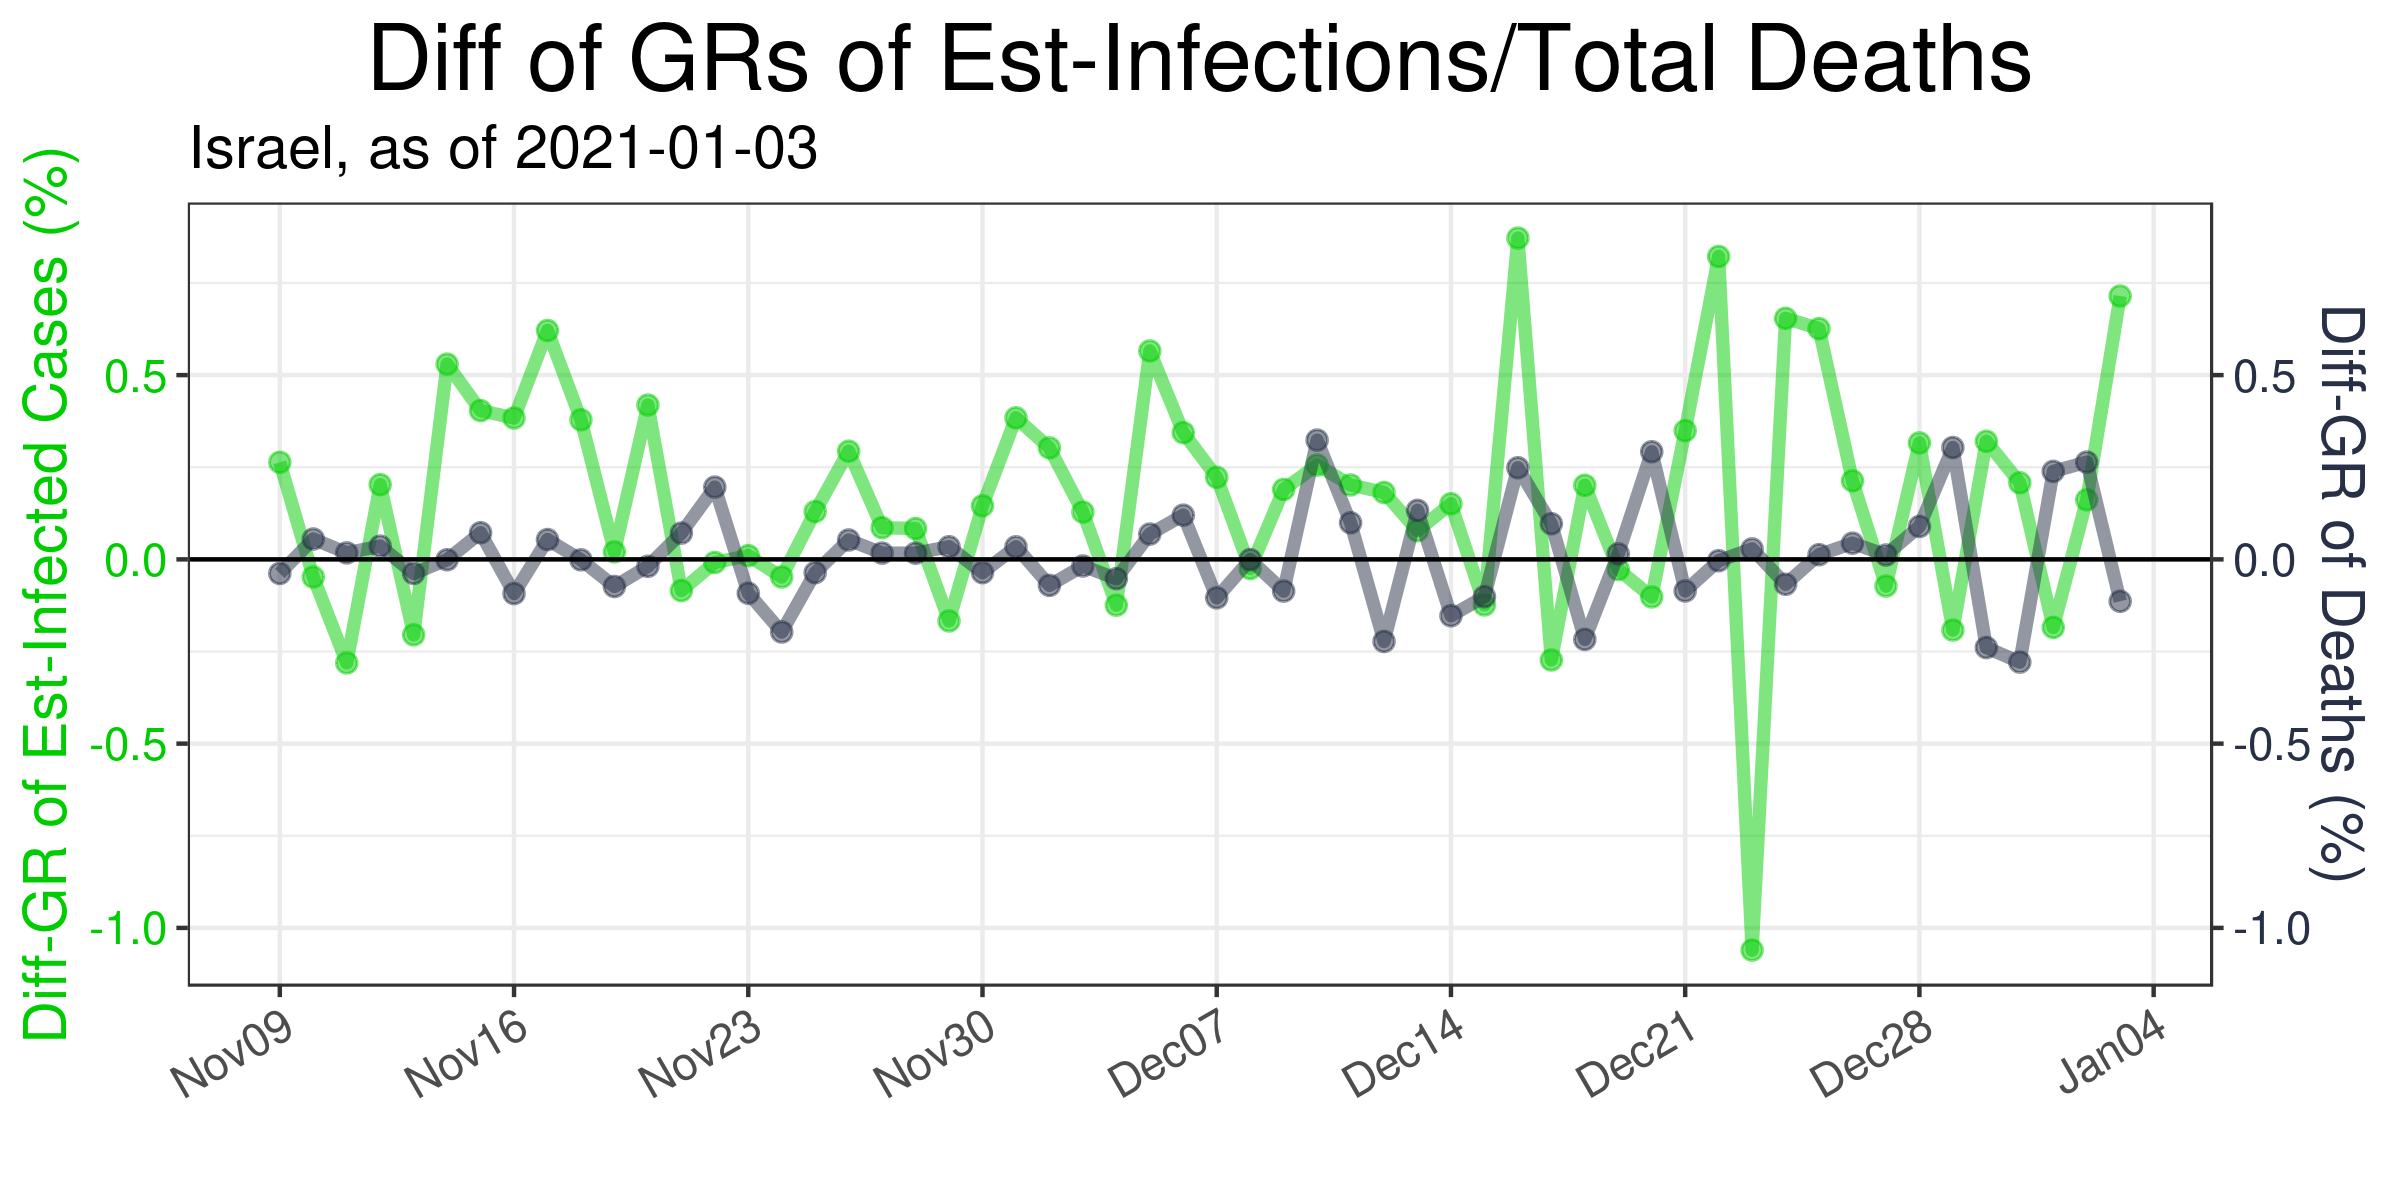 Diff of GRs of Est-Infections/Total Deaths
Israel, as of 2021-01-03
Diff-GR of Est-Infected Cases (%)
0.5
0.0
-0.5
-1.0
0.5
0.0
-0.5
-1.0
Diff-GR of Deaths (%)
Nov09
Nov16
Nov23
Nov30
Dec07
Dec14
Dec21
Dec28
Jan04